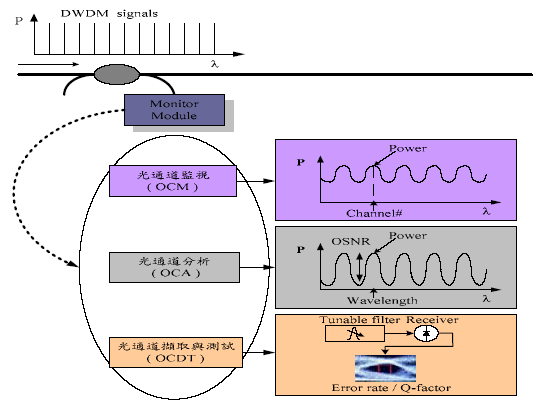 DWDM signals
P
λ
Monitor
Module
光通道監視
( OCM )
P
Power
Channel#
λ
光通道分析
( OCA )
P
OSNR
Power
Wavelength
λ
光通道擷取與測試
( OCDT )
Tunable filter Receiver
Error rate / Q-factor